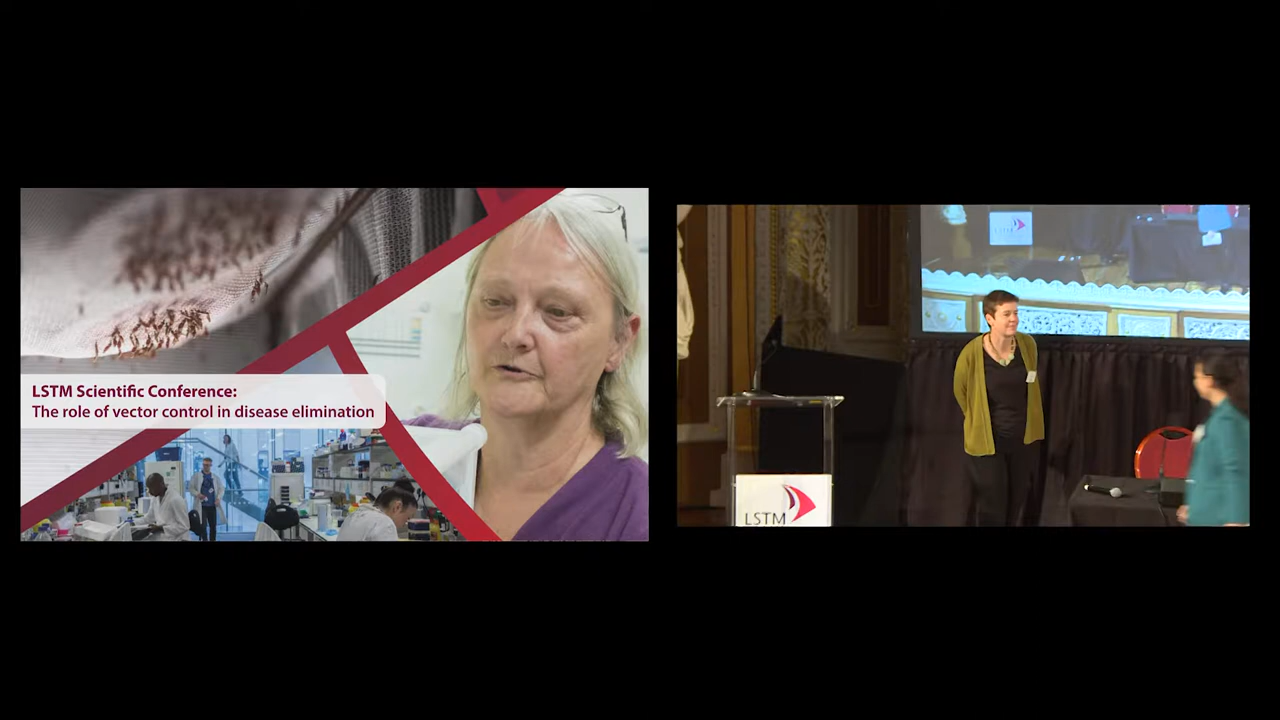 LSTM Scientific Conference:
The role of vector control in disease elimination
LSTM